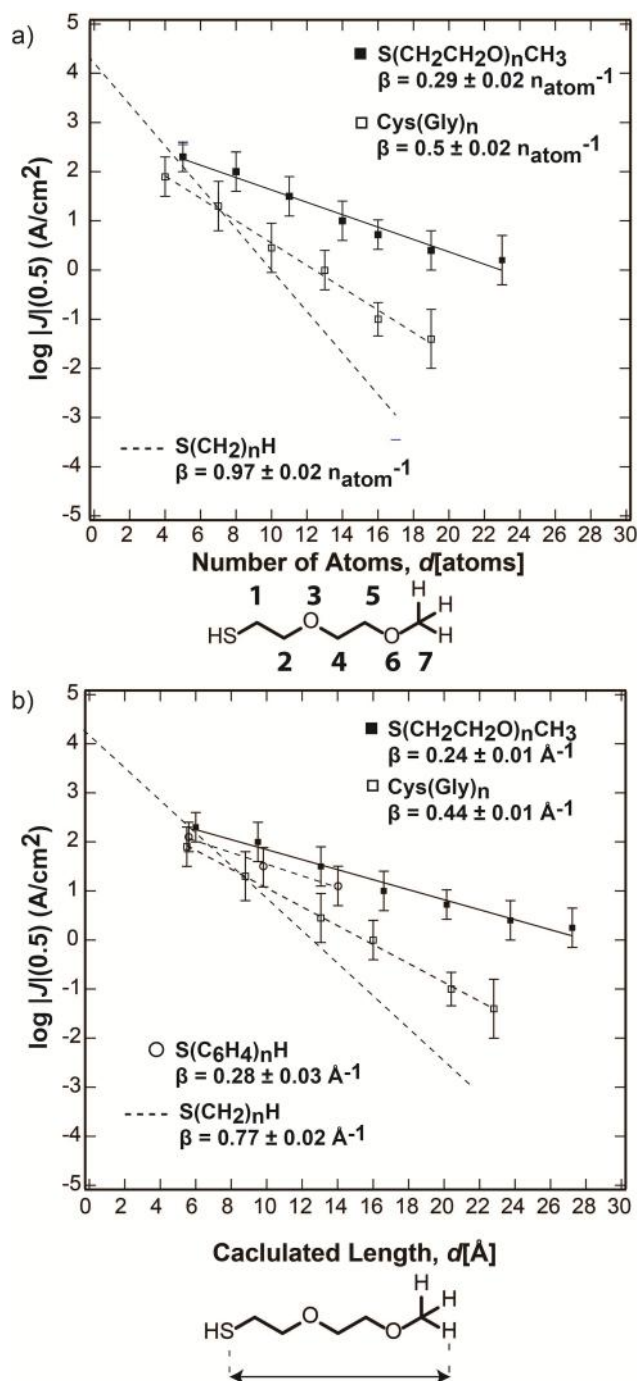 a)
S(CH2CH2O)nCH3
β = 0.29 ± 0.02 natom-1
Cys(Gly)n
β = 0.5 ± 0.02 natom-1
S(CH2)nH
β = 0.97 ± 0.02 natom-1
log |J|(0.5) (A/cm2)
5
4
3
2
1
0
-1
-2
-3
-4
-5
0 2 4 6 8 10 12 14 16 18 20 22 24 26 28 30
Number of Atoms, d[atoms]
1 3 5 H
HS O O H
H
2 4 6 7
b)
S(CH2CH2O)nCH3
β = 0.24 ± 0.01 Å-1
Cys(Gly)n
β = 0.44 ± 0.01 Å-1
S(C6H4)nH
β = 0.28 ± 0.03 Å-1
S(CH2)nH
β = 0.77 ± 0.02 Å-1
log |J|(0.5) (A/cm2)
5
4
3
2
1
0
-1
-2
-3
-4
-5
0 2 4 6 8 10 12 14 16 18 20 22 24 26 28 30
Caclulated Length, d[Å]
H
HS O O H
H